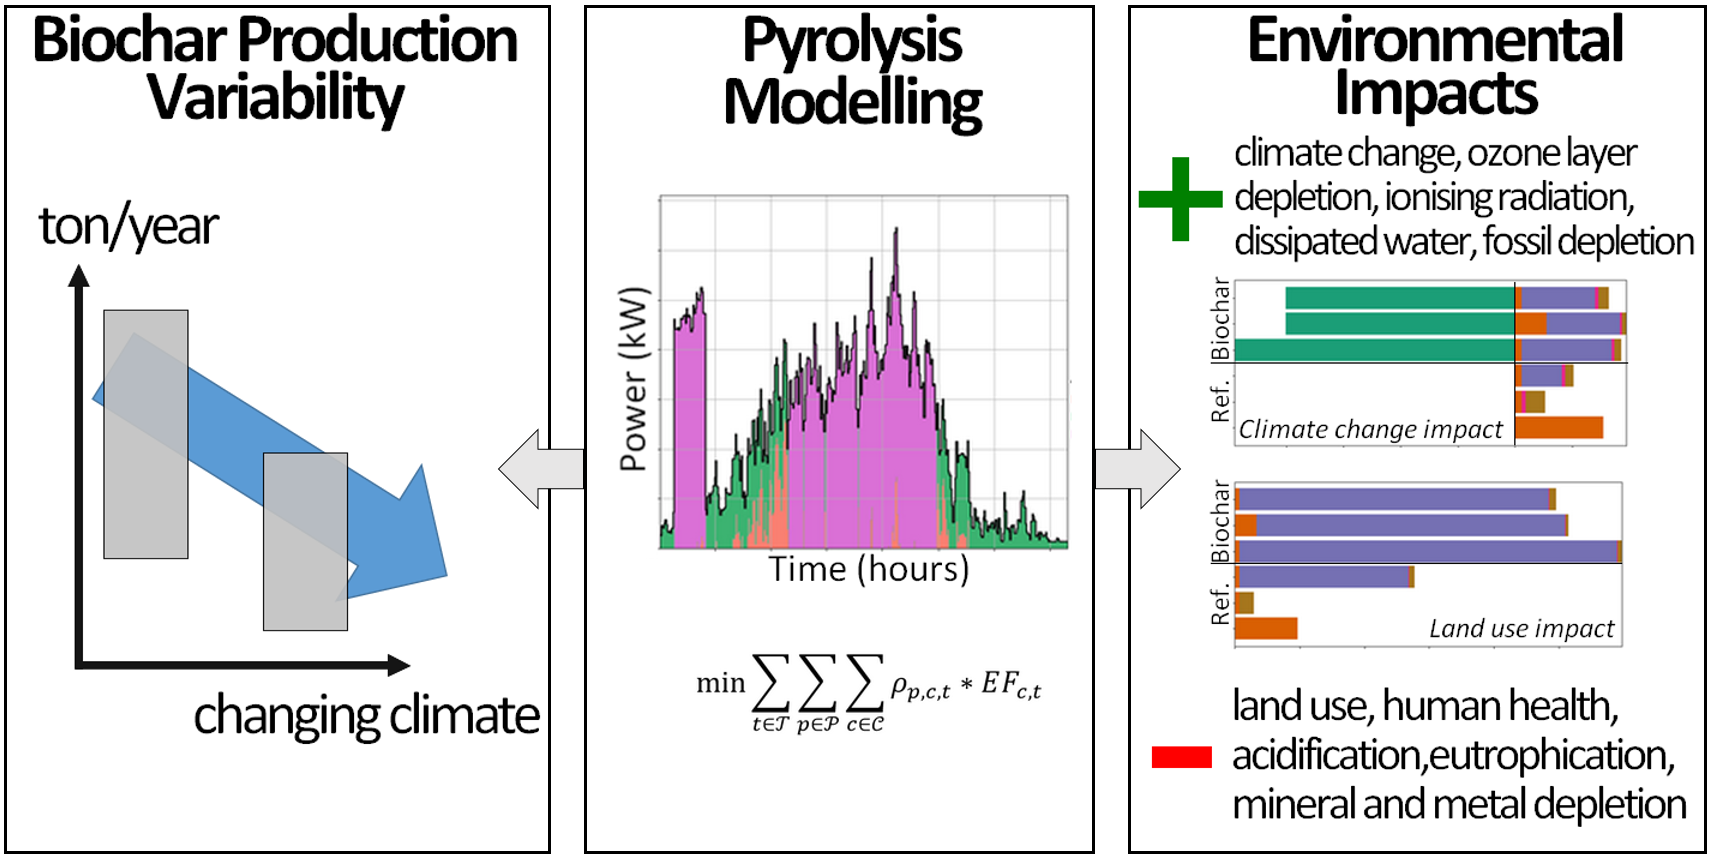 Biochar Production
Variability
ton/year
changing climate
Pyrolysis
Modelling
Power (kW)
Time (hours)
min ∑ ∑ ∑ ρp,c,t * EFc,t
t∈𝒯 p∈𝒫 c∈𝒞
Environmental
Impacts
climate change, ozone layer
depletion, ionising radiation,
dissipated water, fossil depletion
Biochar
Ref.
Climate change impact
Biochar
Ref.
Land use impact
land use, human health,
acidification,eutrophication,
mineral and metal depletion